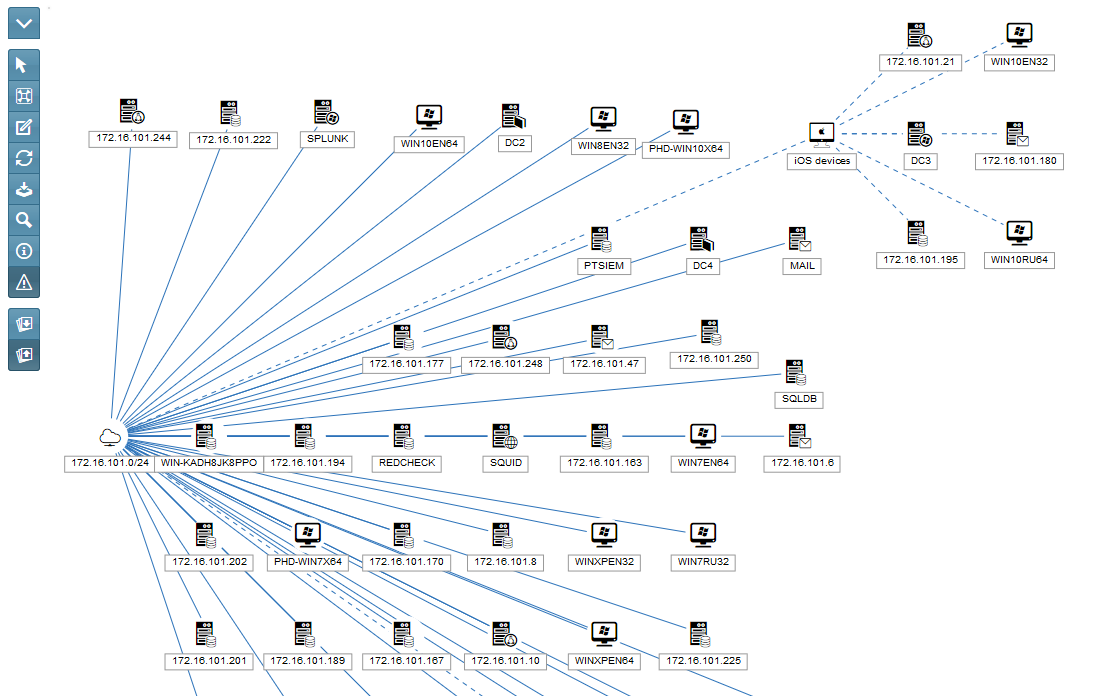 172.16.101.21
WIN10EN32
172.16.101.244
172.16.101.222
SPLUNK
WIN10EN64
DC2
WIN8EN32
PHD-WIN10X64
iOS devices
DC3
172.16.101.180
PTSIEM
DC4
MAIL
172.16.101.195
WIN10RU64
172.16.101.177
172.16.101.248
172.16.101.47
172.16.101.250
SQLDB
172.16.101.0/24
WIN-KADH8JK8PPO
172.16.101.194
REDCHECK
SQUID
172.16.101.163
WIN7EN64
172.16.101.6
172.16.101.202
PHD-WIN7X64
172.16.101.170
172.16.101.8
WINXPEN32
WIN7RU32
172.16.101.201
172.16.101.189
172.16.101.167
172.16.101.10
WINXPEN64
172.16.101.225